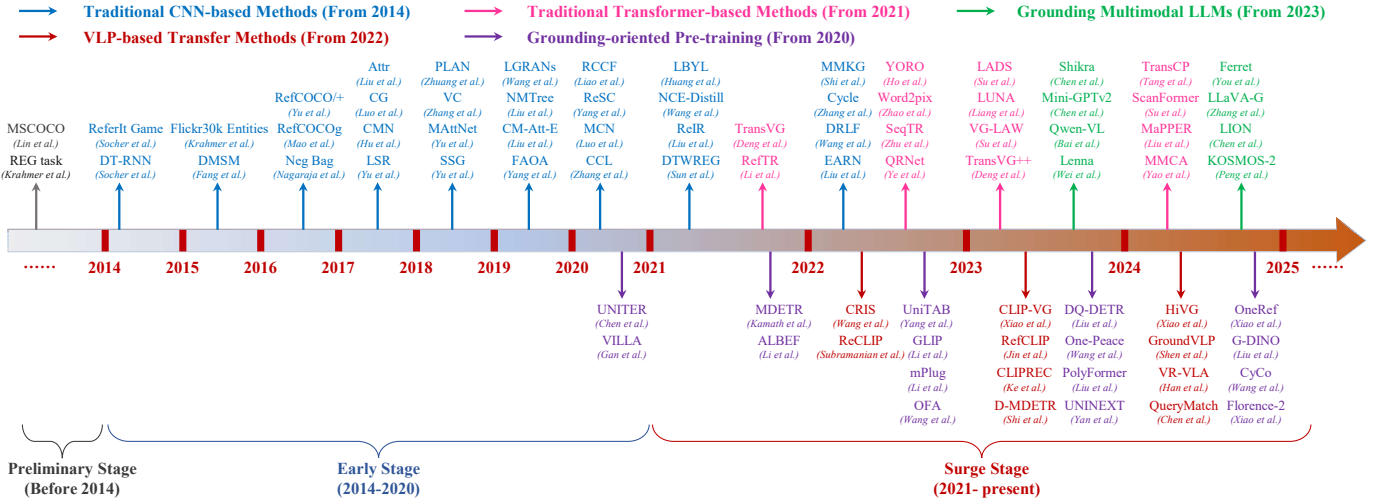 Traditional CNN-based Methods (From 2014)
Traditional Transformer-based Methods (From 2021)
Grounding Multimodal LLMs (From 2023)
VLP-based Transfer Methods (From 2022)
Grounding-oriented Pre-training (From 2020)
MSCOCO
(Lin et al.)
REG task
(Krahmer et al.)
ReferIt Game
(Socher et al.)
DT-RNN
(Socher et al.)
Flickr30k Entities
(Krahmer et al.)
DMSM
(Fang et al.)
RefCOCO/+
(Yu et al.)
RefCOCOg
(Mao et al.)
Neg Bag
(Nagaraja et al.)
Attr
(Liu et al.)
CG
(Luo et al.)
CMN
(Hu et al.)
LSR
(Yu et al.)
PLAN
(Zhuang et al.)
VC
(Zhang et al.)
MAttNet
(Yu et al.)
SSG
(Yu et al.)
LGRANs
(Wang et al.)
NMTree
(Liu et al.)
CM-Att-E
(Liu et al.)
FAOA
(Yang et al.)
RCCF
(Liao et al.)
ReSC
(Yang et al.)
MCN
(Luo et al.)
CCL
(Zhang et al.)
LBYL
(Huang et al.)
NCE-Distill
(Wang et al.)
RelR
(Liu et al.)
DTWREG
(Sun et al.)
TransVG
(Deng et al.)
RefTR
(Li et al.)
MMKG
(Shi et al.)
Cycle
(Zhang et al.)
DRLF
(Wang et al.)
EARN
(Liu et al.)
YORO
(Ho et al.)
Word2pix
(Zhao et al.)
SeqTR
(Zhu et al.)
QRNet
(Ye et al.)
LADS
(Su et al.)
LUNA
(Liang et al.)
VG-LAW
(Su et al.)
TransVG++
(Deng et al.)
Shikra
(Chen et al.)
Mini-GPTv2
(Chen et al.)
Qwen-VL
(Bai et al.)
Lenna
(Wei et al.)
TransCP
(Tang et al.)
ScanFormer
(Su et al.)
MaPPER
(Liu et al.)
MMCA
(Yao et al.)
Ferret
(You et al.)
LLaVA-G
(Zhang et al.)
LION
(Chen et al.)
KOSMOS-2
(Peng et al.)
...... 2014 2015 2016 2017 2018 2019 2020 2021 2022 2023 2024 2025 ......
UNITER
(Chen et al.)
VILLA
(Gan et al.)
MDETR
(Kamath et al.)
ALBEF
(Li et al.)
CRIS
(Wang et al.)
ReCLIP
(Subramanian et al.)
UniTAB
(Yang et al.)
GLIP
(Li et al.)
mPlug
(Li et al.)
OFA
(Wang et al.)
CLIP-VG
(Xiao et al.)
RefCLIP
(Jin et al.)
CLIPREC
(Ke et al.)
D-MDETR
(Shi et al.)
DQ-DETR
(Liu et al.)
One-Peace
(Wang et al.)
PolyFormer
(Liu et al.)
UNINEXT
(Yan et al.)
HiVG
(Xiao et al.)
GroundVLP
(Shen et al.)
VR-VLA
(Han et al.)
QueryMatch
(Chen et al.)
OneRef
(Xiao et al.)
G-DINO
(Liu et al.)
CyCo
(Wang et al.)
Florence-2
(Xiao et al.)
Preliminary Stage
(Before 2014)
Early Stage
(2014-2020)
Surge Stage
(2021- present)